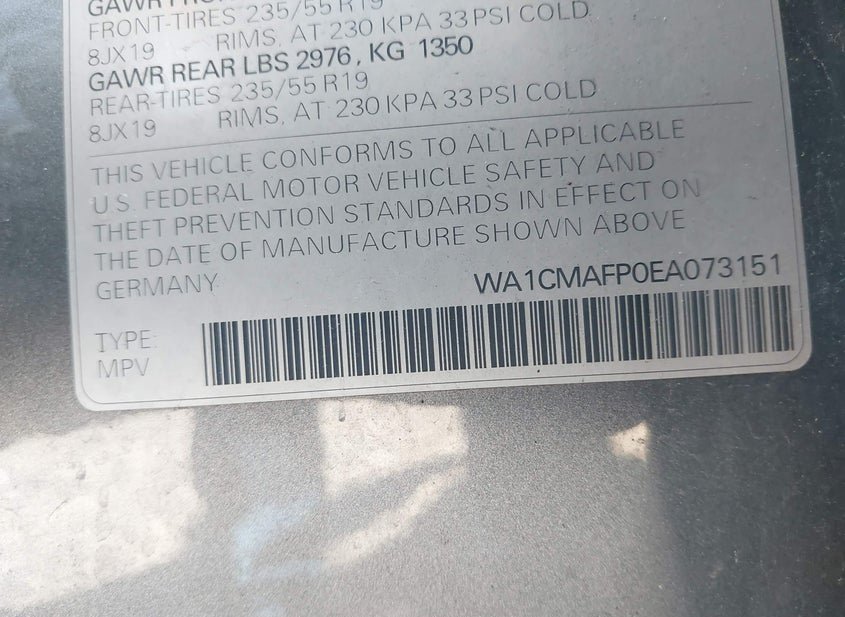 GAWR FRON
FRONT-TIRES 235/55 R19
8JX19 RIMS, AT 230 KPA 33 PSI COLD
GAWR REAR LBS 2976, KG 1350
REAR-TIRES 235/55 R19
8JX19 RIMS, AT 230 KPA 33 PSI COLD
THIS VEHICLE CONFORMS TO ALL APPLICABLE
U.S. FEDERAL MOTOR VEHICLE SAFETY AND
THEFT PREVENTION STANDARDS IN EFFECT ON
THE DATE OF MANUFACTURE SHOWN ABOVE
GERMANY WA1CMAFP0EA073151
TYPE:
MPV